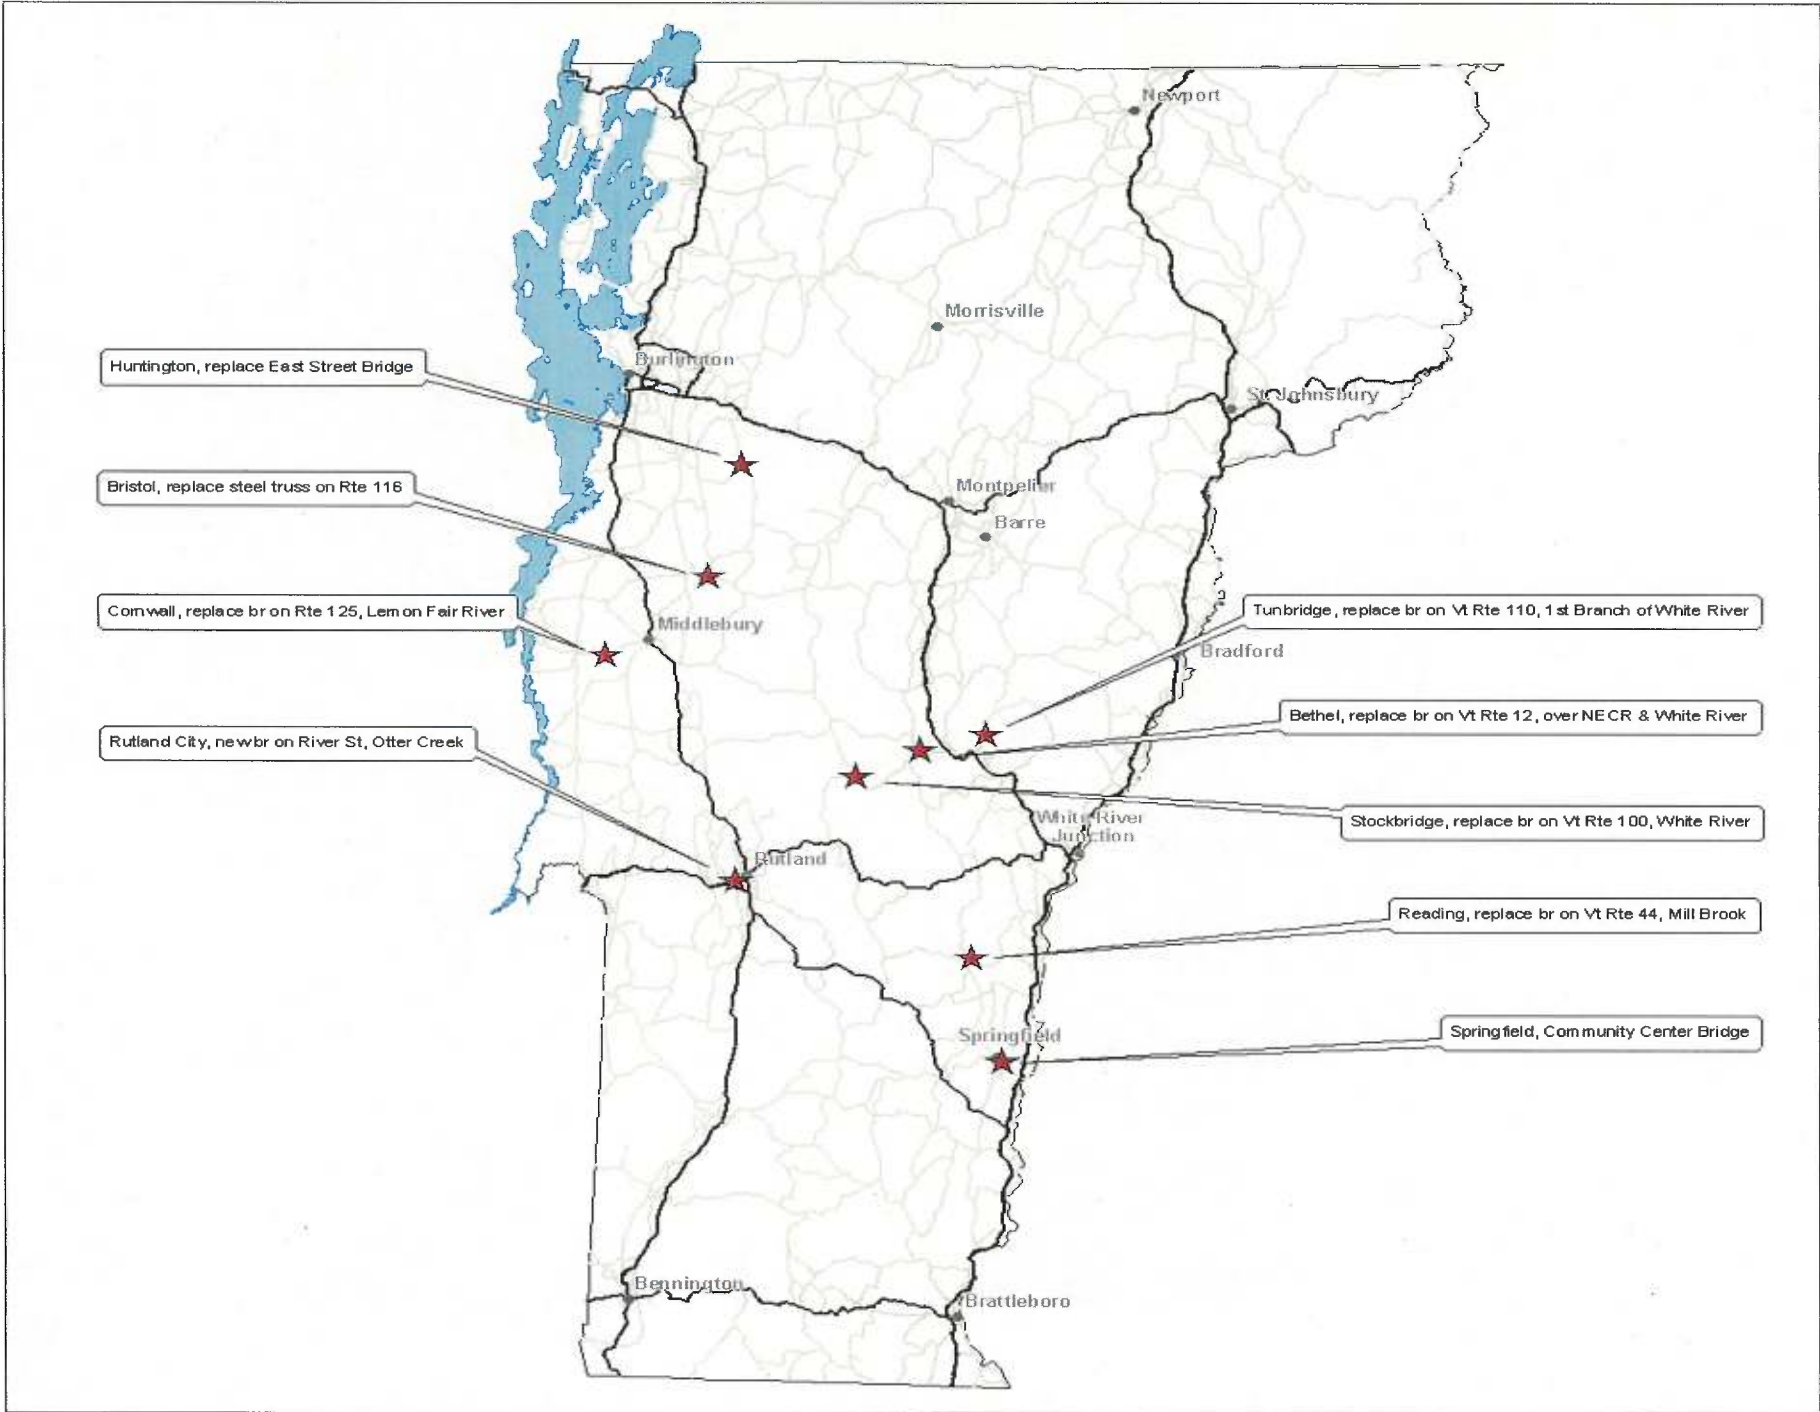 Newport
Morrisville
Burlington
Huntington, replace East Street Bridge
St. Johnsbury
Bristol, replace steel truss on Rte 116
Montpelier
Barre
Cornwall, replace br on Rte 125, Lemon Fair River
Tunbridge, replace br on Vt Rte 110, 1st Branch of White River
Middlebury
Bradford
Bethel, replace br on Vt Rte 12, over NECR & White River
Rutland City, new br on River St, Otter Creek
White River
Junction
Stockbridge, replace br on Vt Rte 100, White River
Rutland
Reading, replace br on Vt Rte 44, Mill Brook
Springfield
Springfield, Community Center Bridge
Bennington
Brattleboro